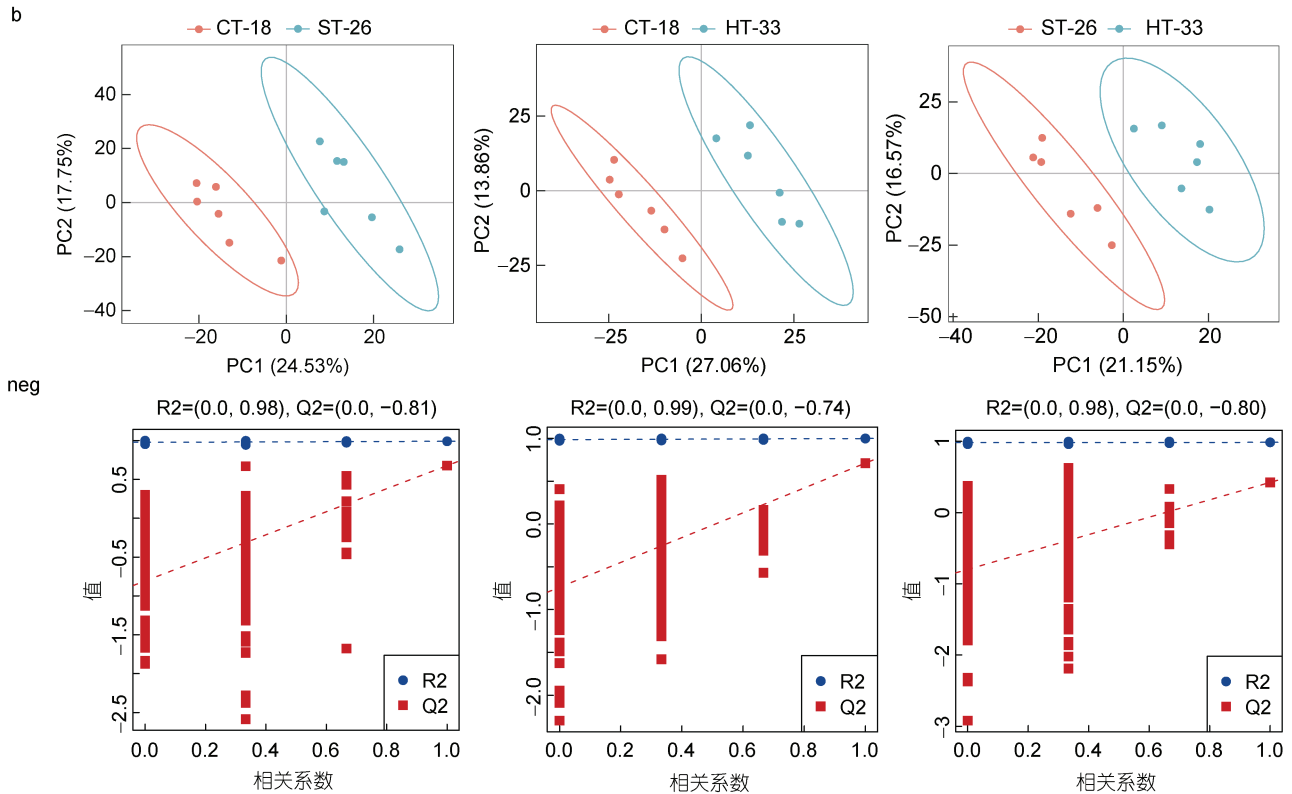 b
CT-18 ST-26
CT-18 HT-33
ST-26 HT-33
PC2 (17.75%)
40
20
0
−20
−40
−20 0 20
PC1 (24.53%)
PC2 (13.86%)
25
0
−25
−25 0 25
PC1 (27.06%)
PC2 (16.57%)
25
0
−25
−50
−40 −20 0 20
PC1 (21.15%)
neg
R2=(0.0, 0.98), Q2=(0.0, −0.81)
值
0.5
−0.5
−1.5
−2.5
R2
Q2
0.0 0.2 0.4 0.6 0.8 1.0
相关系数
R2=(0.0, 0.99), Q2=(0.0, −0.74)
值
1.0
0.0
−1.0
−2.0
R2
Q2
0.0 0.2 0.4 0.6 0.8 1.0
相关系数
R2=(0.0, 0.98), Q2=(0.0, −0.80)
值
1
0
−1
−2
−3
R2
Q2
0.0 0.2 0.4 0.6 0.8 1.0
相关系数